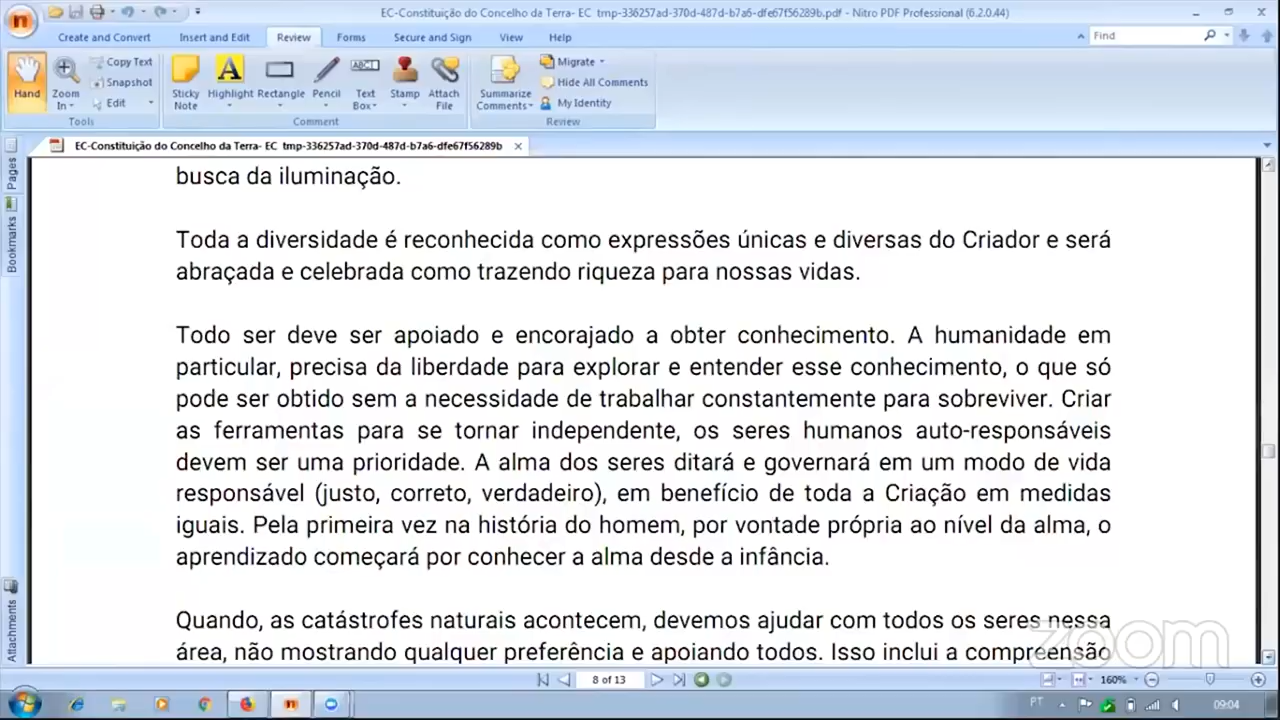 EC-Constituição do Concelho da Terra- EC tmp-336257ad-370d-487d-b7a6-dfe67f56289b.pdf - Nitro PDF Professional (6.2.0.44)
Create and Convert Insert and Edit Review Forms Secure and Sign View Help Find
Hand Zoom In Copy Text Snapshot Edit Sticky Note Highlight Rectangle Pencil Text Box Stamp Attach File Summarize Comments Migrate Hide All Comments My Identity
Tools Comment Review
EC-Constituição do Concelho da Terra- EC tmp-336257ad-370d-487d-b7a6-dfe67f56289b
Pages
Bookmarks
Attachments
busca da iluminação.
Toda a diversidade é reconhecida como expressões únicas e diversas do Criador e será
abraçada e celebrada como trazendo riqueza para nossas vidas.
Todo ser deve ser apoiado e encorajado a obter conhecimento. A humanidade em
particular, precisa da liberdade para explorar e entender esse conhecimento, o que só
pode ser obtido sem a necessidade de trabalhar constantemente para sobreviver. Criar
as ferramentas para se tornar independente, os seres humanos auto-responsáveis
devem ser uma prioridade. A alma dos seres ditará e governará em um modo de vida
responsável (justo, correto, verdadeiro), em benefício de toda a Criação em medidas
iguais. Pela primeira vez na história do homem, por vontade própria ao nível da alma, o
aprendizado começará por conhecer a alma desde a infância.
Quando, as catástrofes naturais acontecem, devemos ajudar com todos os seres nessa
área, não mostrando qualquer preferência e apoiando todos. Isso inclui a compreensão
zoom
8 of 13 160%
PT 09:04